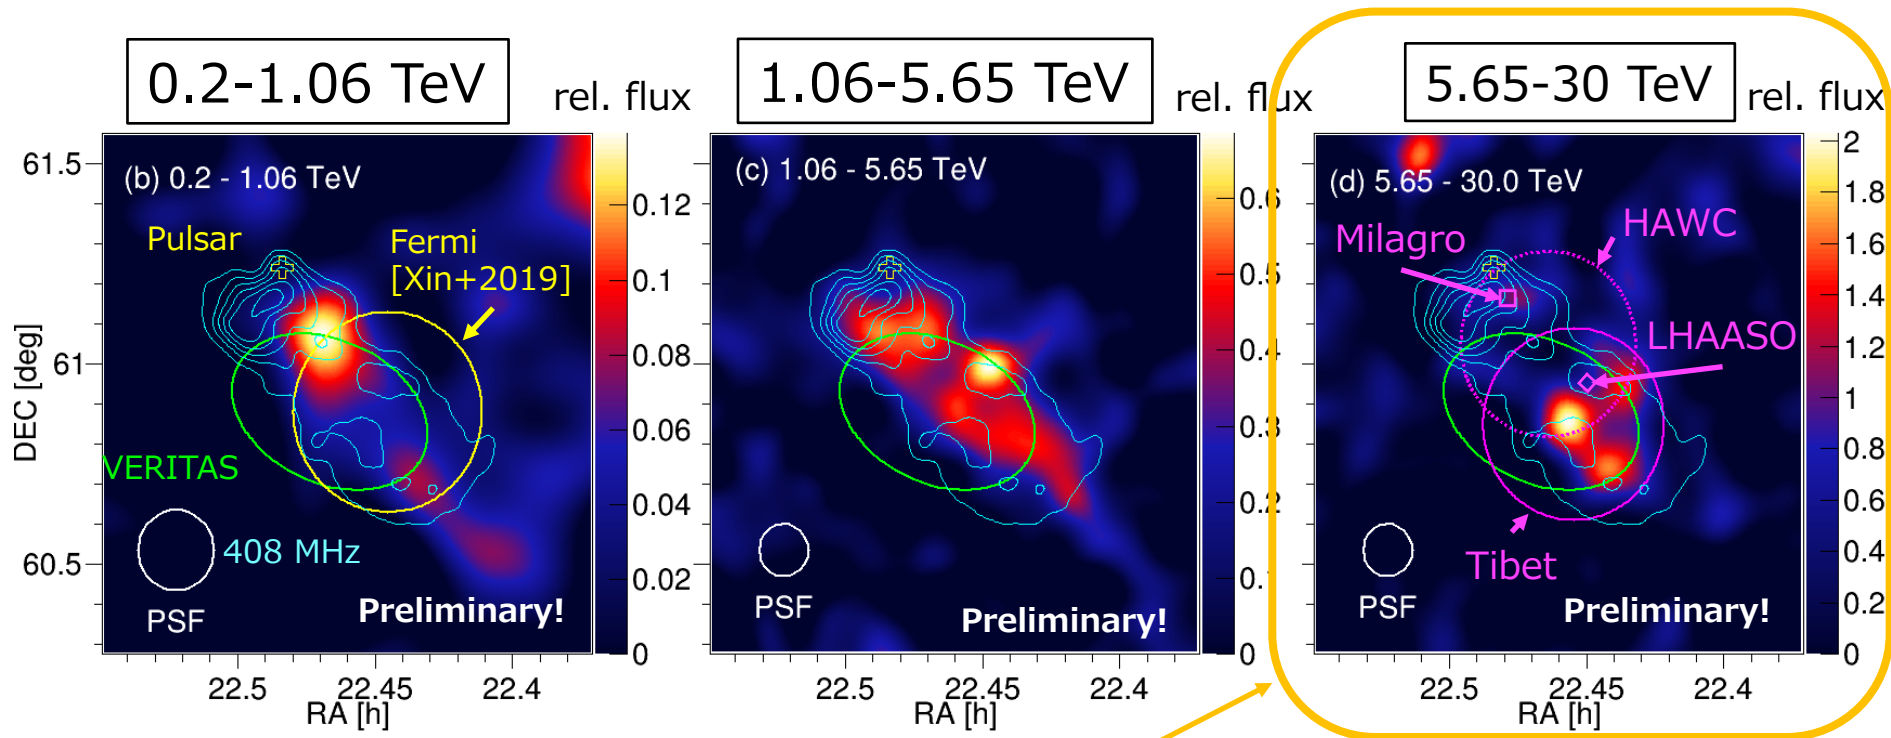 0.2-1.06 TeV
rel. flux
1.06-5.65 TeV
rel. flux
5.65-30 TeV
rel. flux
61.5
61
60.5
DEC [deg]
(b) 0.2 - 1.06 TeV
Pulsar
Fermi
[Xin+2019]
VERITAS
408 MHz
PSF
Preliminary!
0.12
0.1
0.08
0.06
0.04
0.02
0
22.5
22.45
22.4
RA [h]
(c) 1.06 - 5.65 TeV
PSF
Preliminary!
0.6
0.5
0.4
0.3
0.2
0.1
0
22.5
22.45
22.4
RA [h]
(d) 5.65 - 30.0 TeV
HAWC
Milagro
LHAASO
Tibet
PSF
Preliminary!
2
1.8
1.6
1.4
1.2
1
0.8
0.6
0.4
0.2
0
22.5
22.45
22.4
RA [h]